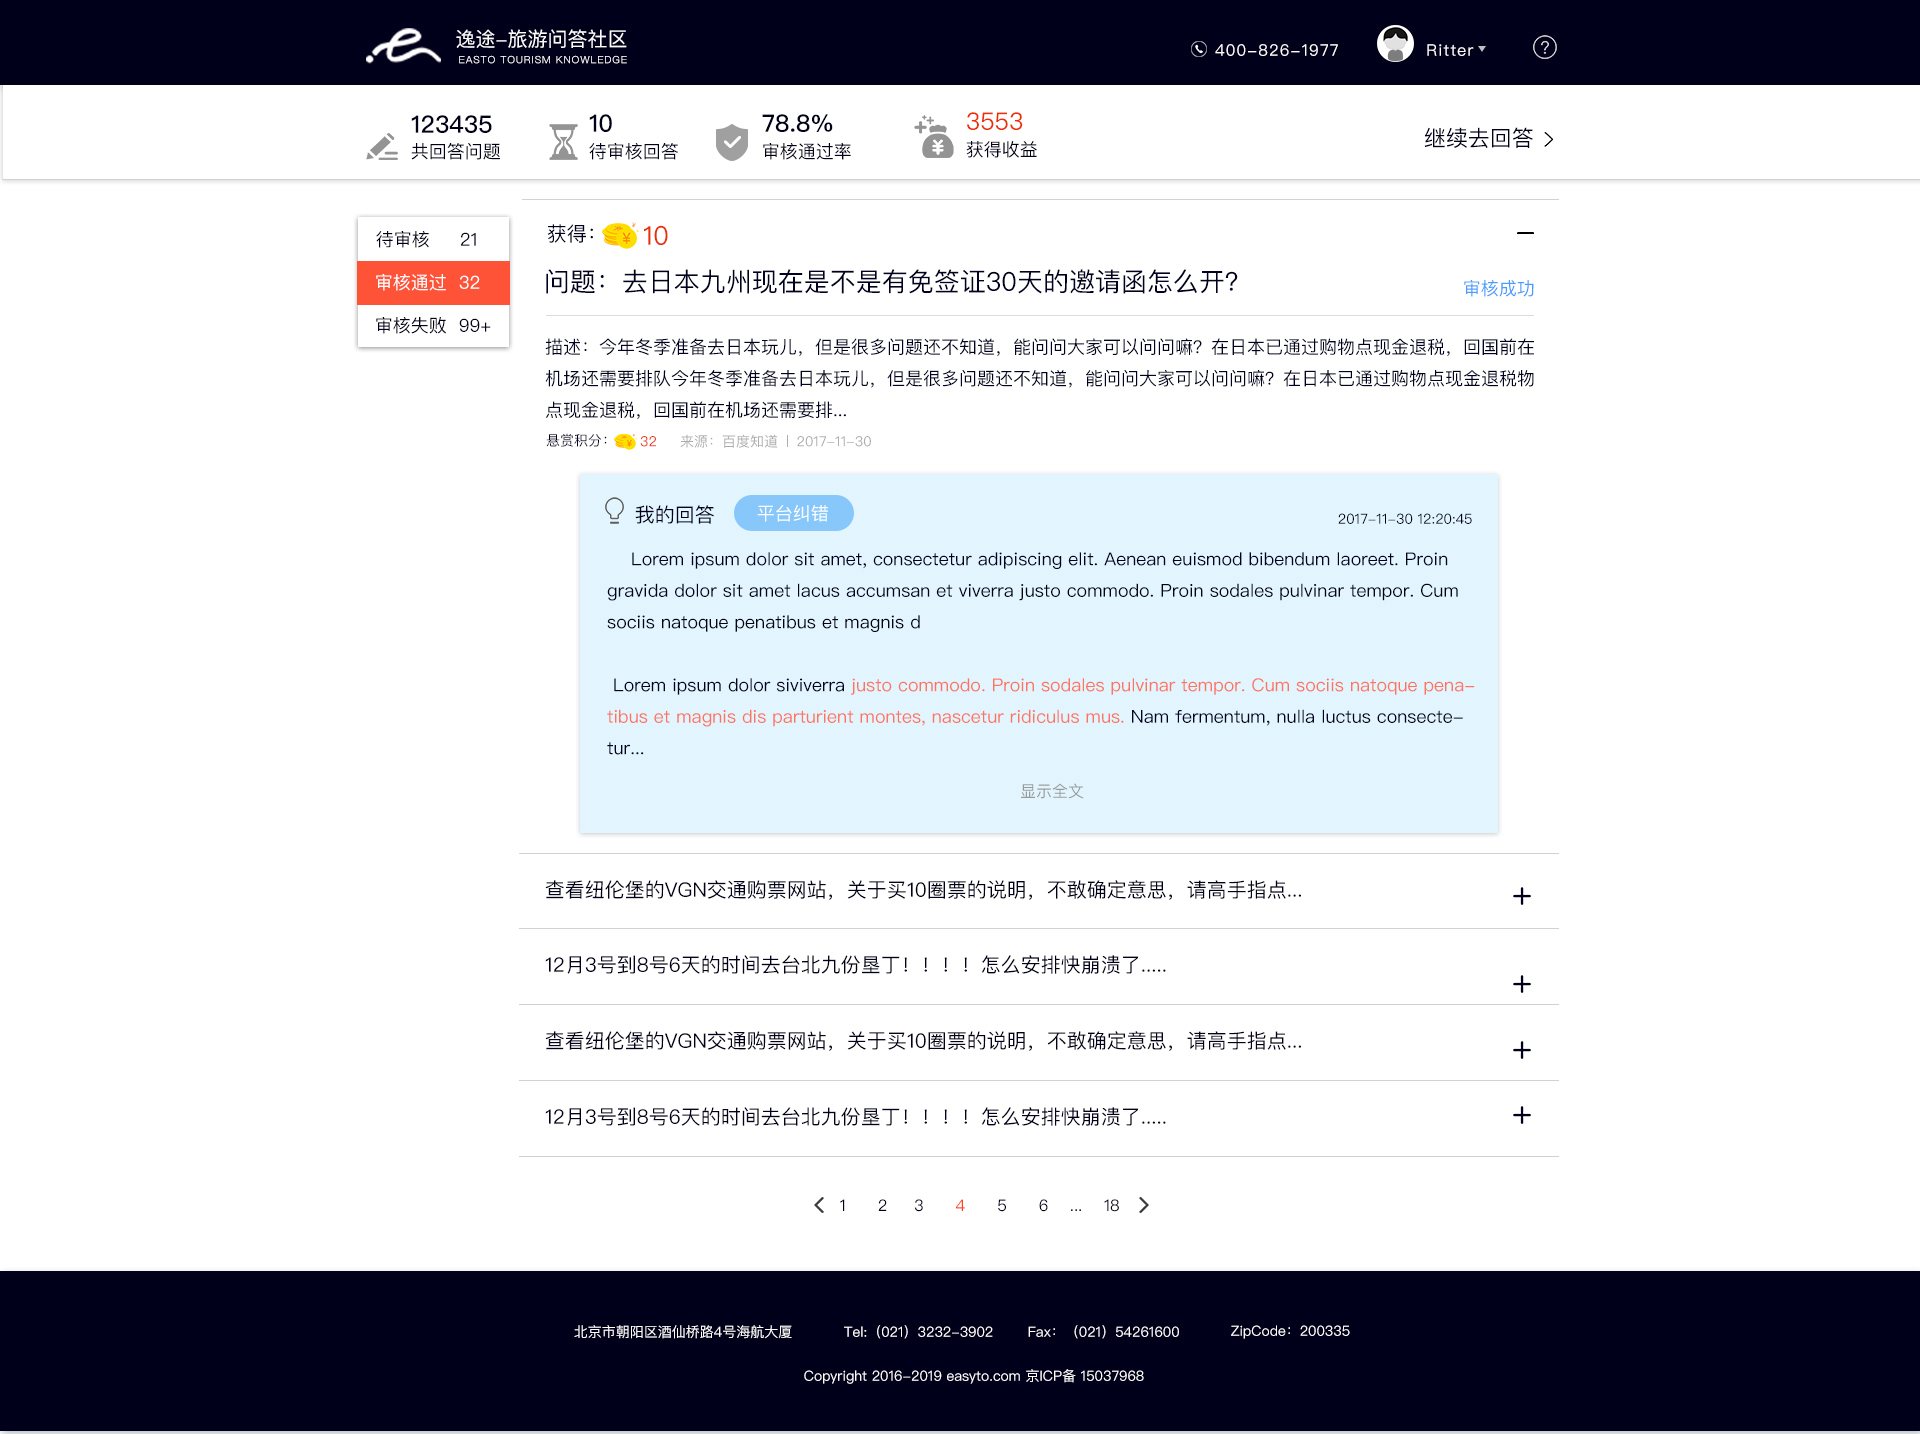 逸途-旅游问答社区
EASTO TOURISM KNOWLEDGE
400-826-1977
Ritter
?
123435
共回答问题
10
待审核回答
78.8%
审核通过率
3553
获得收益
继续去回答
待审核 21
审核通过 32
审核失败 99+
获得： 10
问题：去日本九州现在是不是有免签证30天的邀请函怎么开?
审核成功
描述：今年冬季准备去日本玩儿，但是很多问题还不知道，能问问大家可以问问嘛？在日本已通过购物点现金退税，回国前在
机场还需要排队今年冬季准备去日本玩儿，但是很多问题还不知道，能问问大家可以问问嘛？在日本已通过购物点现金退税物
点现金退税，回国前在机场还需要排...
悬赏积分： 32 来源：百度知道 | 2017-11-30
我的回答 平台纠错
2017-11-30 12:20:45
Lorem ipsum dolor sit amet, consectetur adipiscing elit. Aenean euismod bibendum laoreet. Proin
gravida dolor sit amet lacus accumsan et viverra justo commodo. Proin sodales pulvinar tempor. Cum
sociis natoque penatibus et magnis d
Lorem ipsum dolor siviverra justo commodo. Proin sodales pulvinar tempor. Cum sociis natoque pena-
tibus et magnis dis parturient montes, nascetur ridiculus mus. Nam fermentum, nulla luctus consecte-
tur...
显示全文
查看纽伦堡的VGN交通购票网站，关于买10圈票的说明，不敢确定意思，请高手指点...
12月3号到8号6天的时间去台北九份垦丁！！！！怎么安排快崩溃了.....
查看纽伦堡的VGN交通购票网站，关于买10圈票的说明，不敢确定意思，请高手指点...
12月3号到8号6天的时间去台北九份垦丁！！！！怎么安排快崩溃了.....
1 2 3 4 5 6 ... 18
北京市朝阳区酒仙桥路4号海航大厦 Tel:（021）3232-3902 Fax：（021）54261600 ZipCode：200335
Copyright 2016-2019 easyto.com 京ICP备 15037968